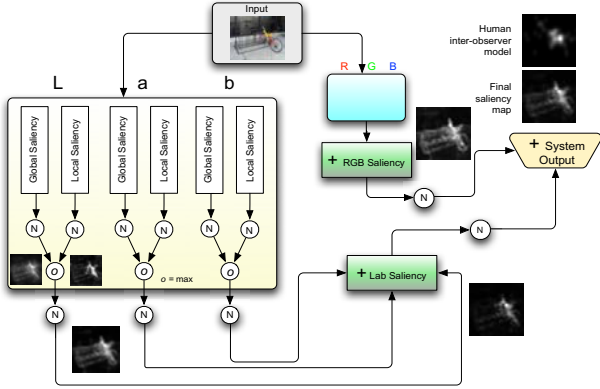 Input
Human
inter-observer
model
Final
saliency
map
L a b
R G B
Global Saliency
Local Saliency
Global Saliency
Local Saliency
Global Saliency
Local Saliency
+ RGB Saliency
+ System
Output
N
N N N N N N
N
o o o
o = max
+ Lab Saliency
N N N